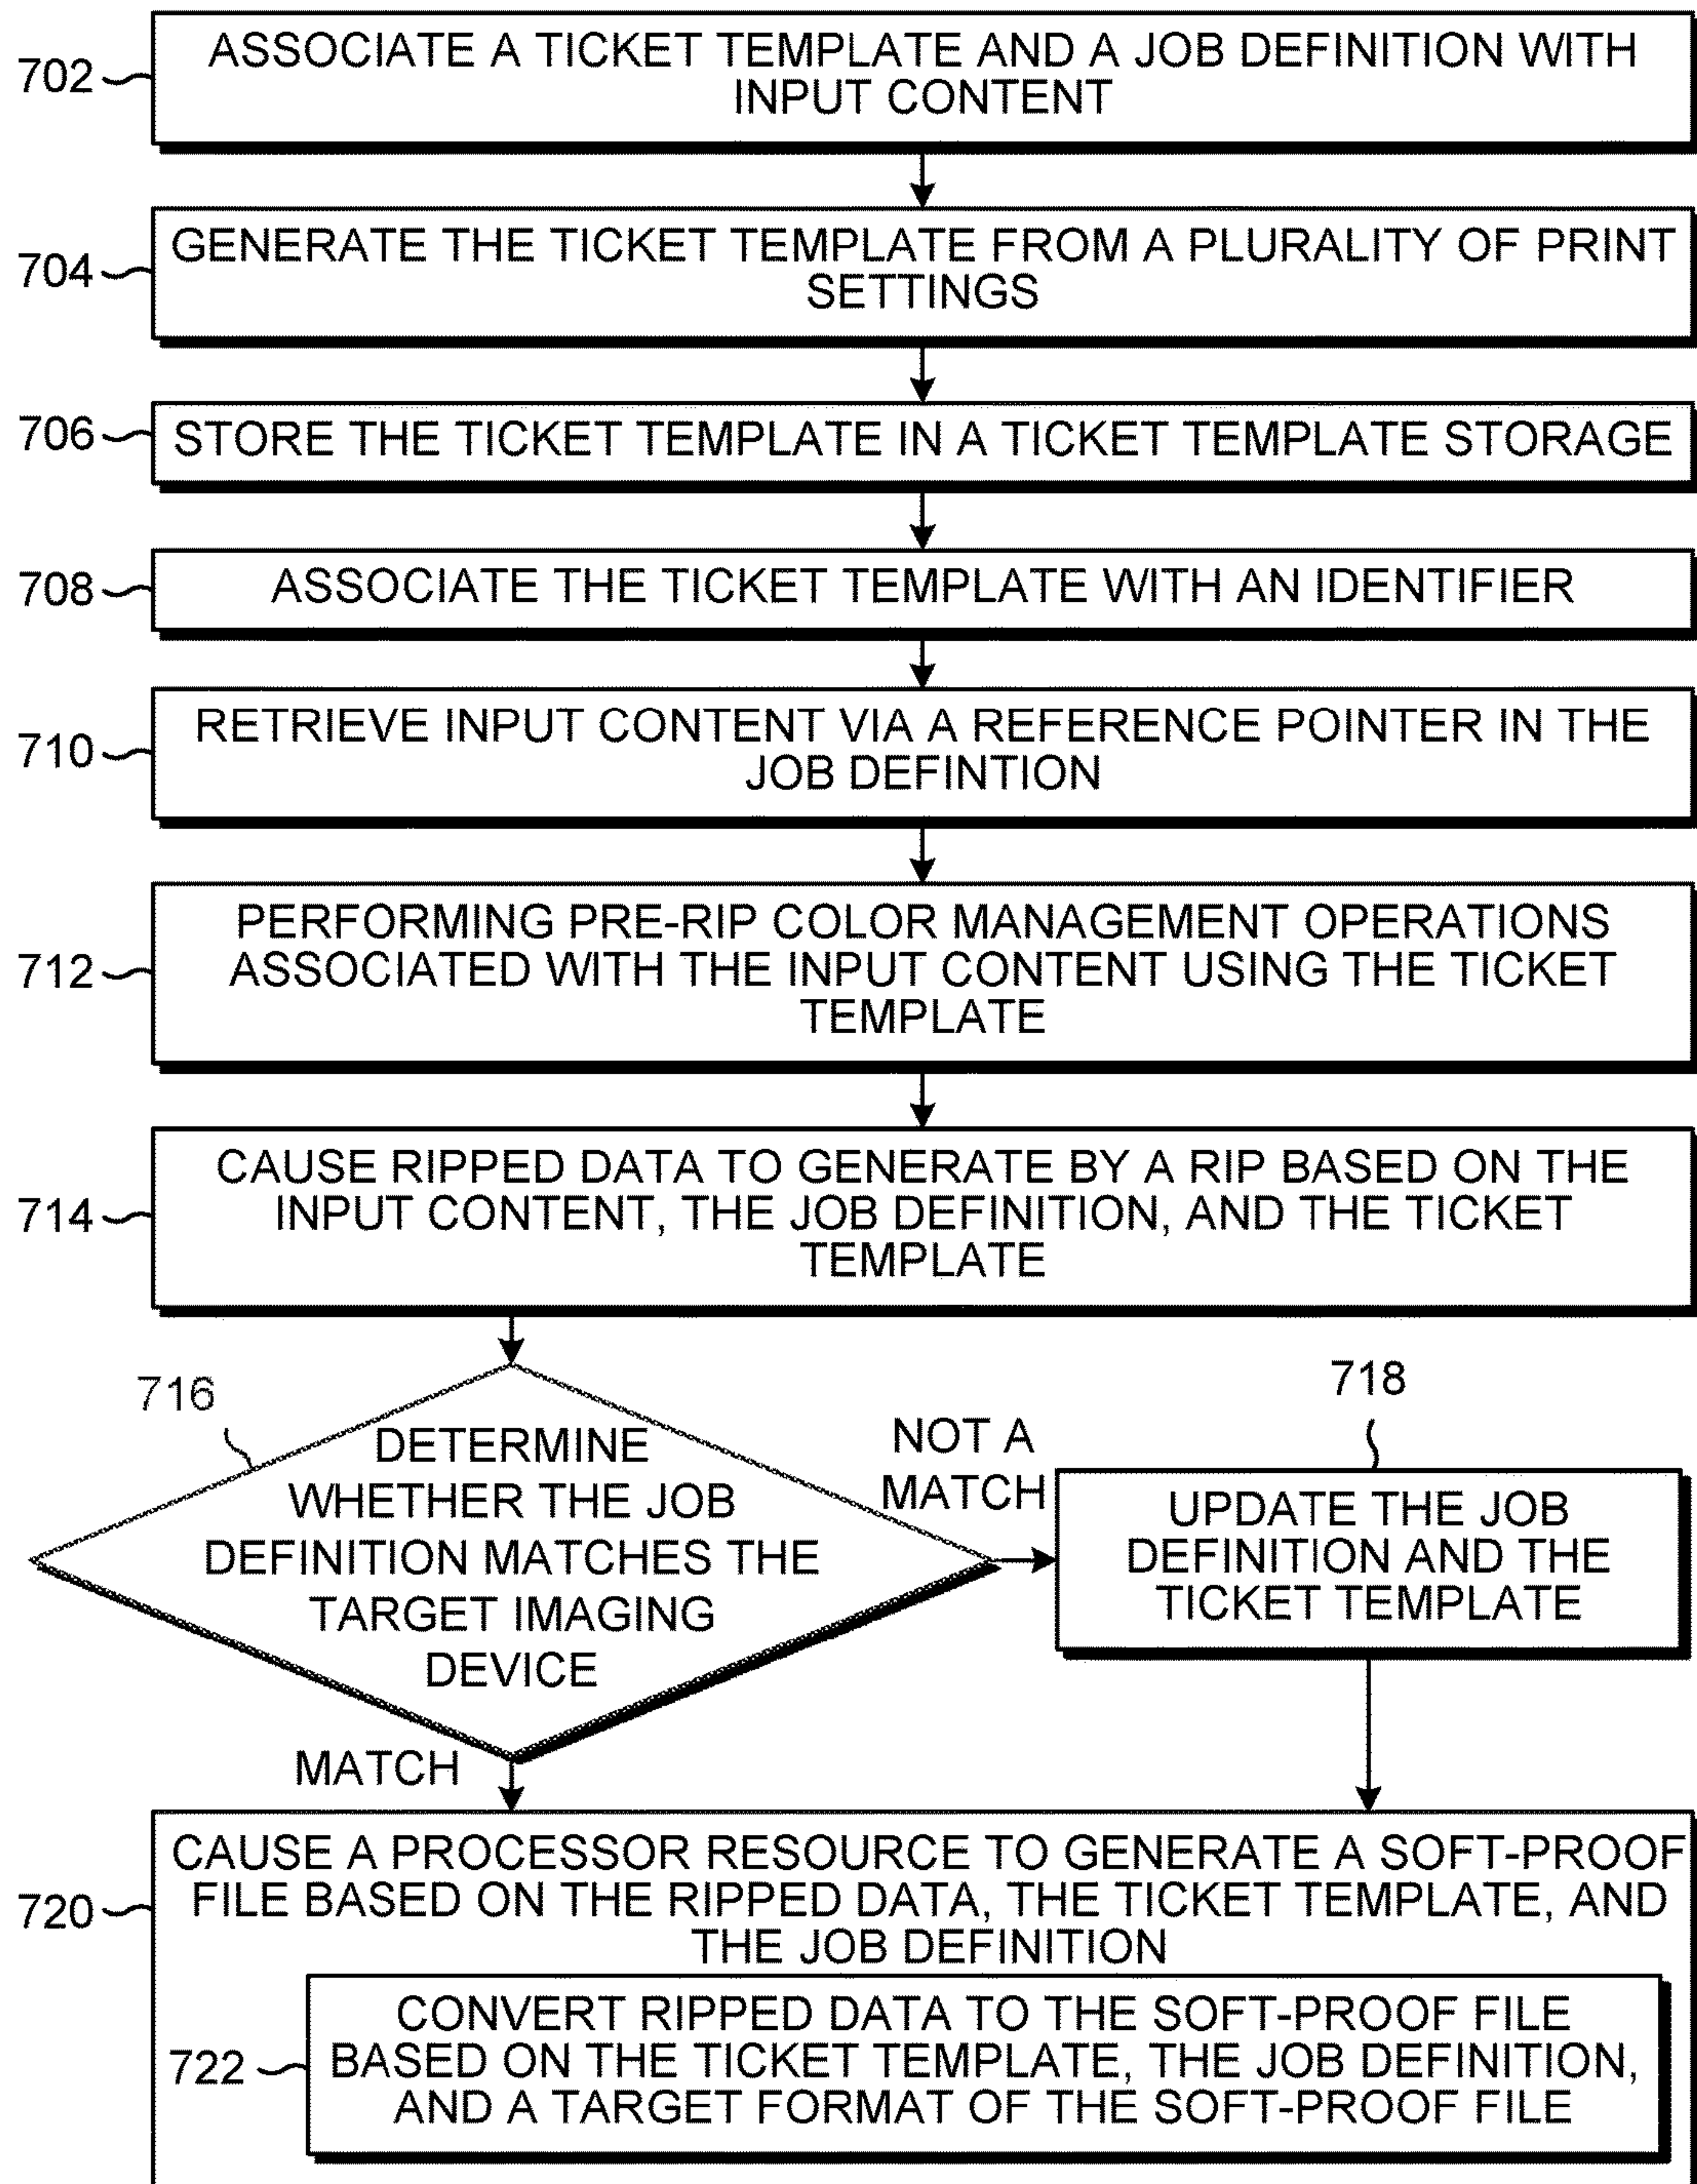 702
ASSOCIATE A TICKET TEMPLATE AND A JOB DEFINITION WITH
INPUT CONTENT
704
GENERATE THE TICKET TEMPLATE FROM A PLURALITY OF PRINT
SETTINGS
706
STORE THE TICKET TEMPLATE IN A TICKET TEMPLATE STORAGE
708
ASSOCIATE THE TICKET TEMPLATE WITH AN IDENTIFIER
710
RETRIEVE INPUT CONTENT VIA A REFERENCE POINTER IN THE
JOB DEFINTION
712
PERFORMING PRE-RIP COLOR MANAGEMENT OPERATIONS
ASSOCIATED WITH THE INPUT CONTENT USING THE TICKET
TEMPLATE
714
CAUSE RIPPED DATA TO GENERATE BY A RIP BASED ON THE
INPUT CONTENT, THE JOB DEFINITION, AND THE TICKET
TEMPLATE
716
DETERMINE
WHETHER THE JOB
DEFINITION MATCHES THE
TARGET IMAGING
DEVICE
NOT A
MATCH
718
UPDATE THE JOB
DEFINITION AND THE
TICKET TEMPLATE
MATCH
720
CAUSE A PROCESSOR RESOURCE TO GENERATE A SOFT-PROOF
FILE BASED ON THE RIPPED DATA, THE TICKET TEMPLATE, AND
THE JOB DEFINITION
722
CONVERT RIPPED DATA TO THE SOFT-PROOF FILE
BASED ON THE TICKET TEMPLATE, THE JOB DEFINITION,
AND A TARGET FORMAT OF THE SOFT-PROOF FILE